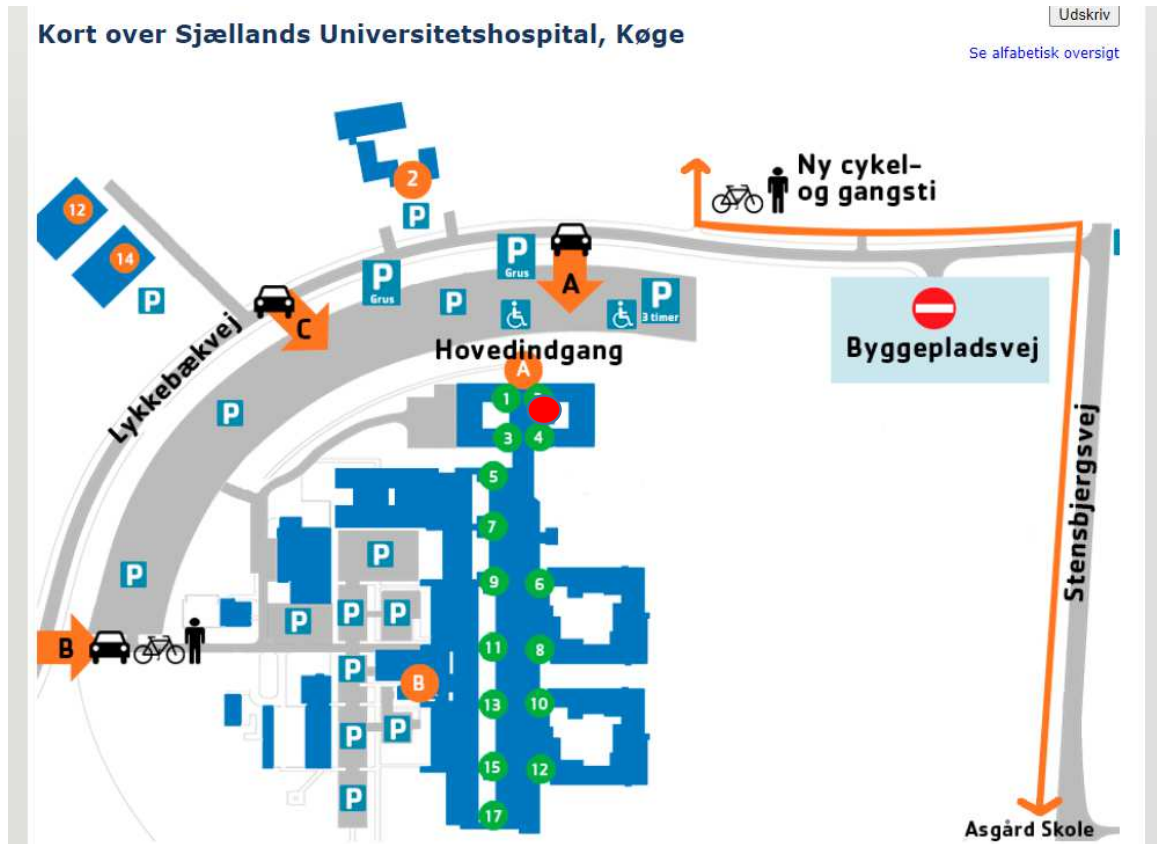 Udskriv
Kort over Sjællands Universitetshospital, Køge
Se alfabetisk oversigt
2
P
12
14
P
Ny cykel-
og gangsti
P
Grus
P
Grus
A
P
P
3 timer
C
Lykkebækvej
Hovedindgang
A
Byggepladsvej
1
3
4
P
5
7
P
9
6
P
P
P
P
B
11
8
P
B
13
10
P
P
15
12
P
17
Stensbjergsvej
Asgård Skole